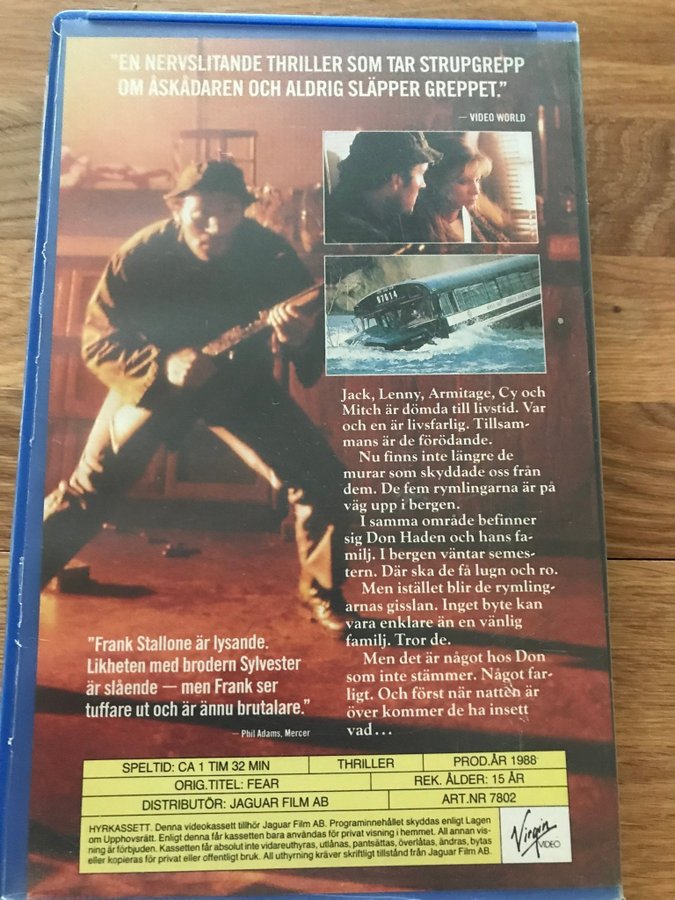 "EN NERVSLITANDE THRILLER SOM TAR STRUPGREPP
OM ÅSKÅDAREN OCH ALDRIG SLÄPPER GREPPET."
— VIDEO WORLD
97014
Jack, Lenny, Armitage, Cy och
Mitch är dömda till livstid. Var
och en är livsfarlig. Tillsam-
mans är de förödande.
Nu finns inte längre de
murar som skyddade oss från
dem. De fem rymlingarna är på
väg upp i bergen.
I samma område befinner
sig Don Haden och hans fa-
milj. I bergen väntar semes-
tern. Där ska de få lugn och ro.
Men istället blir de rymling-
arnas gisslan. Inget byte kan
vara enklare än en vänlig
familj. Tror de.
Men det är något hos Don
som inte stämmer. Något far-
ligt. Och först när natten är
över kommer de ha insett
vad...
"Frank Stallone är lysande.
Likheten med brodern Sylvester
är slående — men Frank ser
tuffare ut och är ännu brutalare."
— Phil Adams, Mercer
SPELTID: CA 1 TIM 32 MIN THRILLER PROD.ÅR 1988
ORIG.TITEL: FEAR REK. ÅLDER: 15 ÅR
DISTRIBUTÖR: JAGUAR FILM AB ART.NR 7802
HYRKASSETT. Denna videokassett tillhör Jaguar Film AB. Programinnehållet skyddas enligt Lagen
om Upphovsrätt. Enligt denna får kassetten bara användas för privat visning i hemmet. All annan vis-
ning är förbjuden. Kassetten får absolut inte vidareuthyras, utlånas, pantsättas, överlåtas, ändras, bytas
eller kopieras för privat eller offentligt bruk. All uthyrning kräver skriftligt tillstånd från Jaguar Film AB.
Virgin
VIDEO